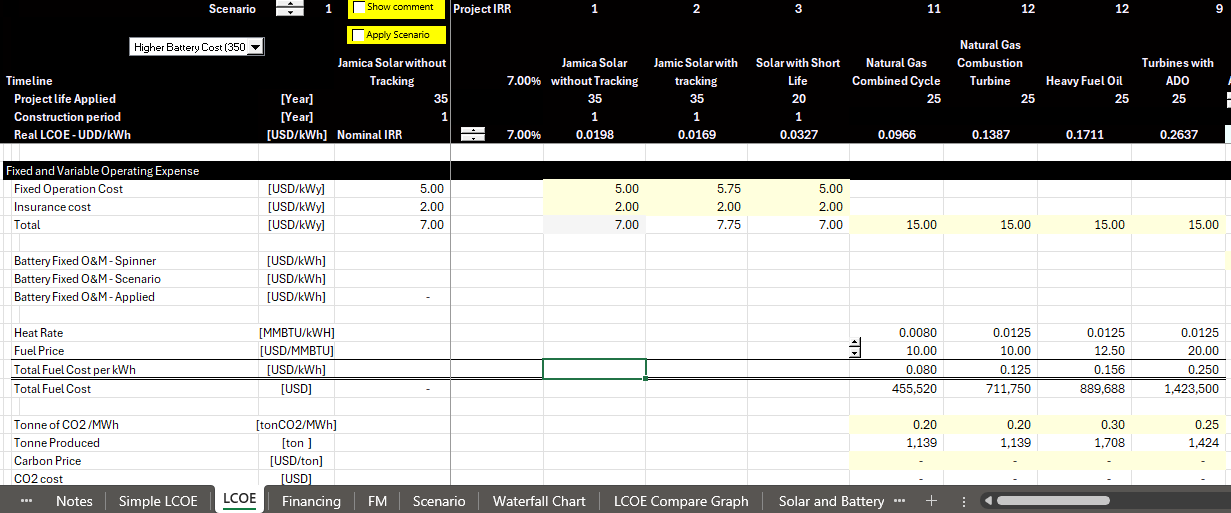 Scenario 1 Show comment Project IRR 1 2 3 11 12 12 9
Apply Scenario
Higher Battery Cost (350
Natural Gas
Jamica Solar without Jamica Solar Jamic Solar with Solar with Short Natural Gas Combustion Turbines with
Timeline Tracking 7.00% without Tracking tracking Life Combined Cycle Turbine Heavy Fuel Oil ADO
Project life Applied [Year] 35 35 35 20 25 25 25 25
Construction period [Year] 1 1 1 1
Real LCOE - UDD/kWh [USD/kWh] Nominal IRR 7.00% 0.0198 0.0169 0.0327 0.0966 0.1387 0.1711 0.2637
Fixed and Variable Operating Expense
Fixed Operation Cost [USD/kWy] 5.00 5.00 5.75 5.00
Insurance cost [USD/kWy] 2.00 2.00 2.00 2.00
Total [USD/kWy] 7.00 7.00 7.75 7.00 15.00 15.00 15.00 15.00
Battery Fixed O&M - Spinner [USD/kWh]
Battery Fixed O&M - Scenario [USD/kWh]
Battery Fixed O&M - Applied [USD/kWh] -
Heat Rate [MMBTU/kWH] 0.0080 0.0125 0.0125 0.0125
Fuel Price [USD/MMBTU] 10.00 10.00 12.50 20.00
Total Fuel Cost per kWh [USD/kWh] 0.080 0.125 0.156 0.250
Total Fuel Cost [USD] - 455,520 711,750 889,688 1,423,500
Tonne of CO2 /MWh [tonCO2/MWh] 0.20 0.20 0.30 0.25
Tonne Produced [ton ] 1,139 1,139 1,708 1,424
Carbon Price [USD/ton] - - - -
CO2 cost [USD] - - - -
... Notes Simple LCOE LCOE Financing FM Scenario Waterfall Chart LCOE Compare Graph Solar and Battery ... +